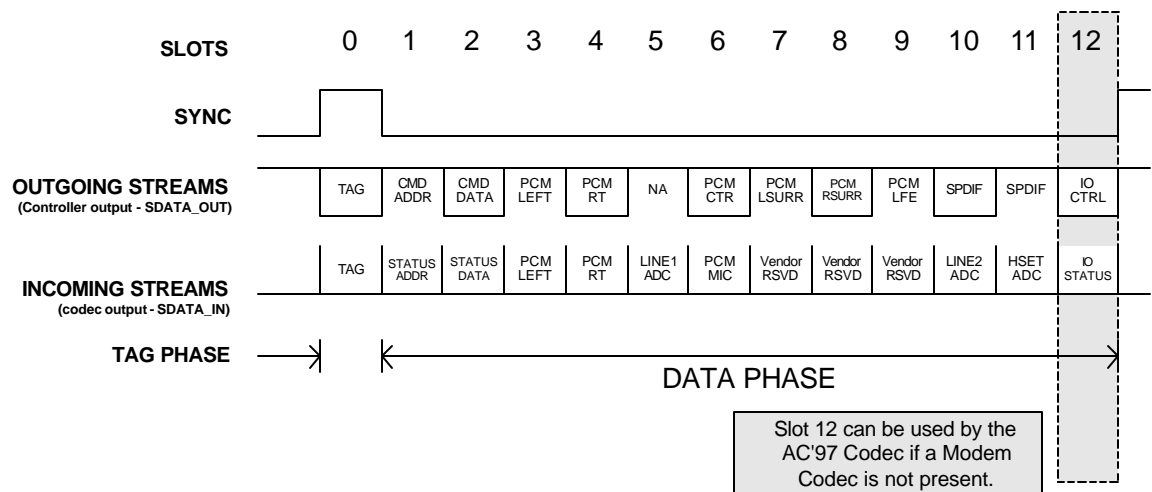 SLOTS 0 1 2 3 4 5 6 7 8 9 10 11 12
SYNC
OUTGOING STREAMS
(Controller output - SDATA_OUT)
TAG
CMD
ADDR
CMD
DATA
PCM
LEFT
PCM
RT
NA
PCM
CTR
PCM
LSURR
PCM
RSURR
PCM
LFE
SPDIF
SPDIF
IO
CTRL
INCOMING STREAMS
(codec output - SDATA_IN)
TAG
STATUS
ADDR
STATUS
DATA
PCM
LEFT
PCM
RT
LINE1
ADC
PCM
MIC
Vendor
RSVD
Vendor
RSVD
Vendor
RSVD
LINE2
ADC
HSET
ADC
IO
STATUS
TAG PHASE
DATA PHASE
Slot 12 can be used by the
AC'97 Codec if a Modem
Codec is not present.